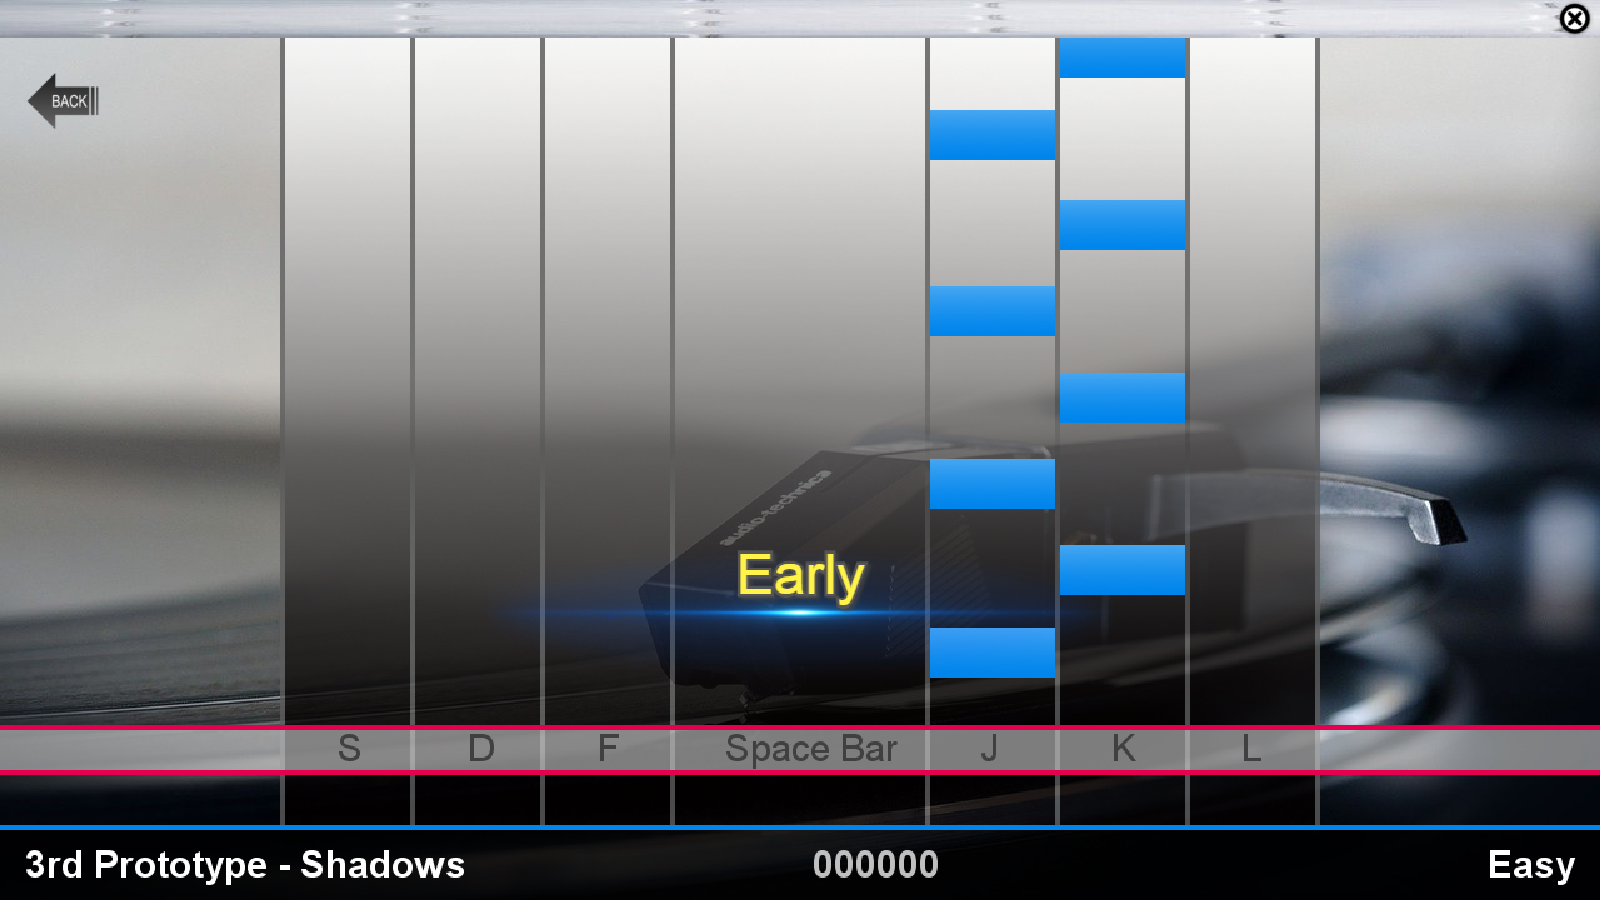 BACK
audio-technica
Early
S D F Space Bar J K L
3rd Prototype - Shadows 000000 Easy